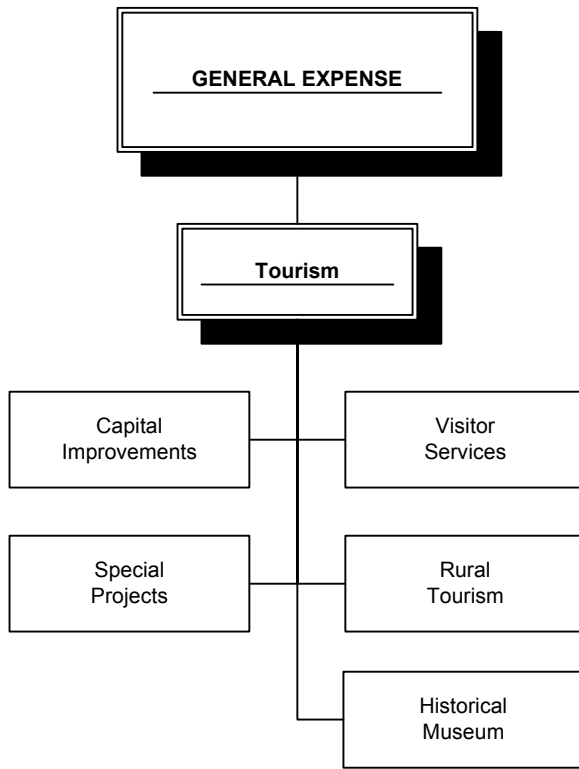 GENERAL EXPENSE
Tourism
Capital
Improvements
Visitor
Services
Special
Projects
Rural
Tourism
Historical
Museum